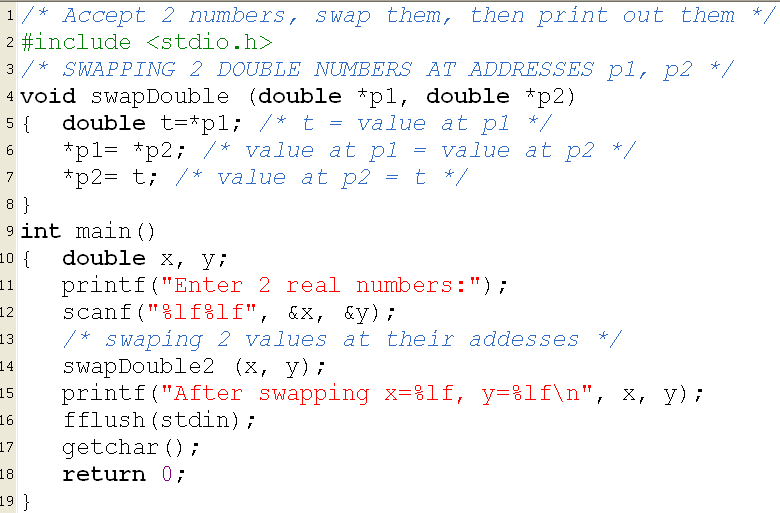 1 /* Accept 2 numbers, swap them, then print out them */
2 #include <stdio.h>
3 /* SWAPPING 2 DOUBLE NUMBERS AT ADDRESSES p1, p2 */
4 void swapDouble (double *p1, double *p2)
5 {  double t=*p1; /* t = value at p1 */
6    *p1= *p2; /* value at p1 = value at p2 */
7    *p2= t; /* value at p2 = t */
8 }
9 int main()
10 {  double x, y;
11    printf("Enter 2 real numbers:");
12    scanf("%lf%lf", &x, &y);
13    /* swaping 2 values at their addesses */
14    swapDouble2 (x, y);
15    printf("After swapping x=%lf, y=%lf\n", x, y);
16    fflush(stdin);
17    getchar();
18    return 0;
19 }